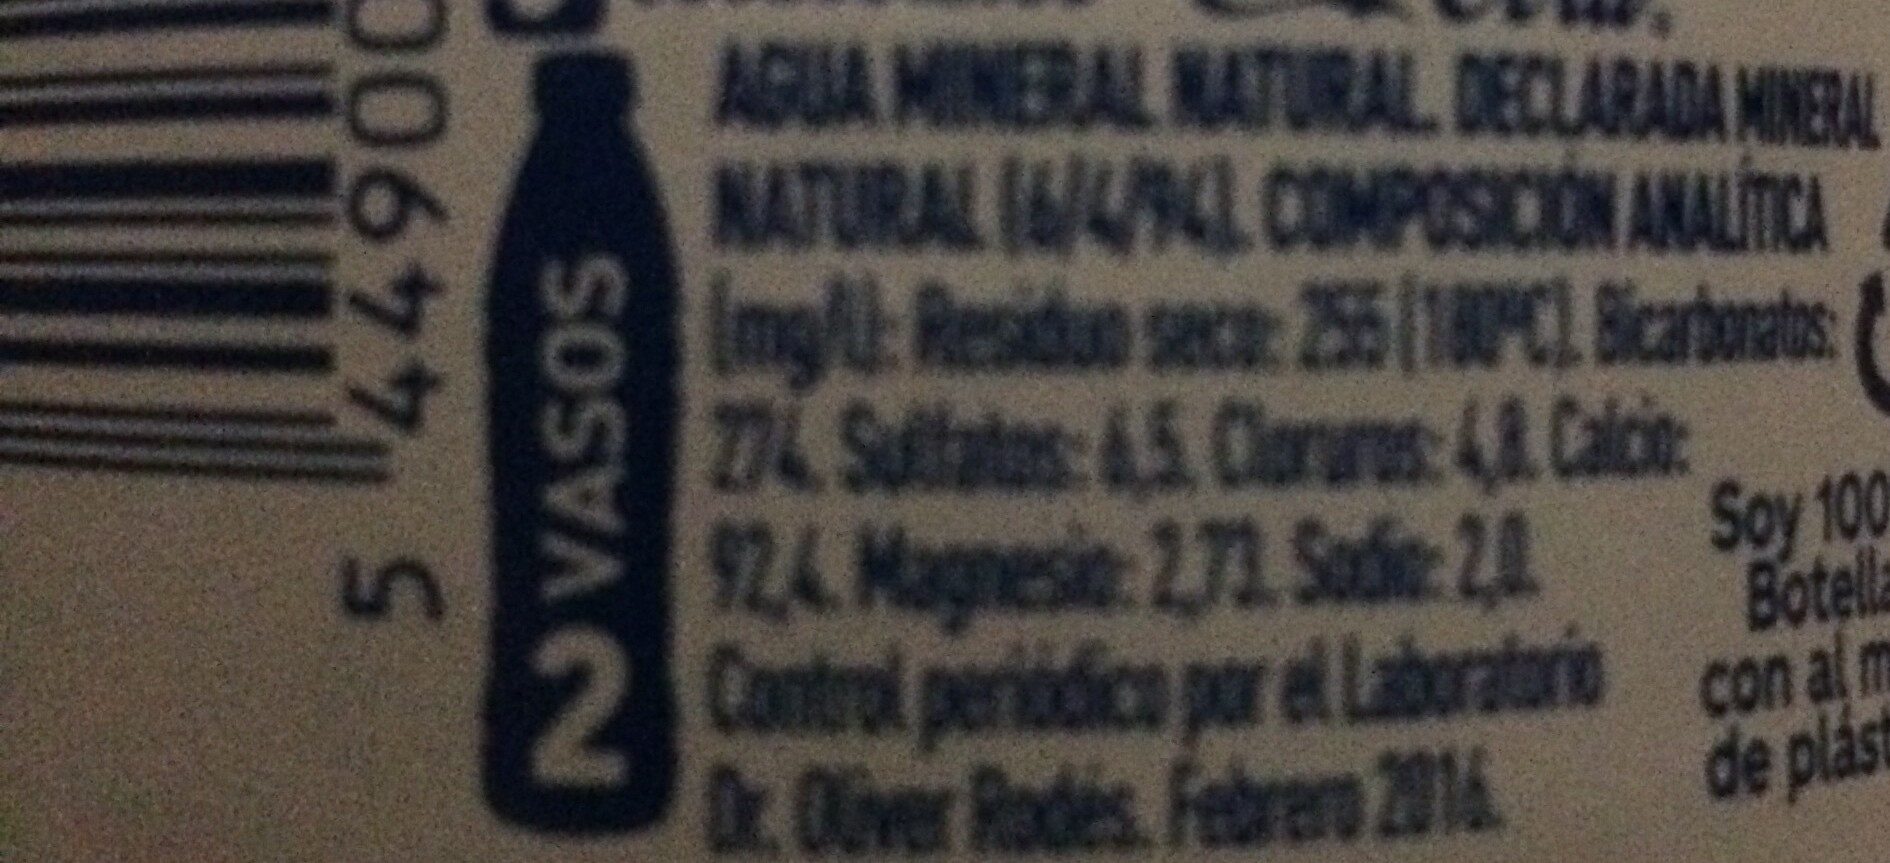 AGUA MINERAL NATURAL. DECLARADA MINERAL
NATURAL (6/4/94). COMPOSICIÓN ANALÍTICA
(mg/l): Residuo seco: 255 (180ºC). Bicarbonatos:
274. Sulfatos: 6,5. Cloruros: 4,8. Calcio:
92,4. Magnesio: 2,73. Sodio: 2,0.
Control periódico por el Laboratorio
Dr. Oliver Rodés. Febrero 2016.
2 VASOS
5 44900
Soy 100
Botella
con al m
de plást